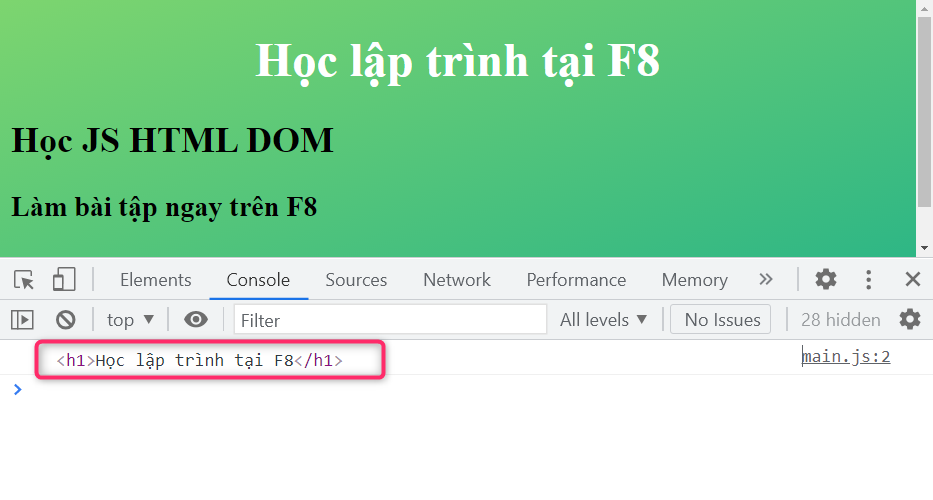 Học lập trình tại F8
Học JS HTML DOM
Làm bài tập ngay trên F8
Elements Console Sources Network Performance Memory »
top ▼ Filter All levels ▼ No Issues 28 hidden
<h1>Học lập trình tại F8</h1> main.js:2
>